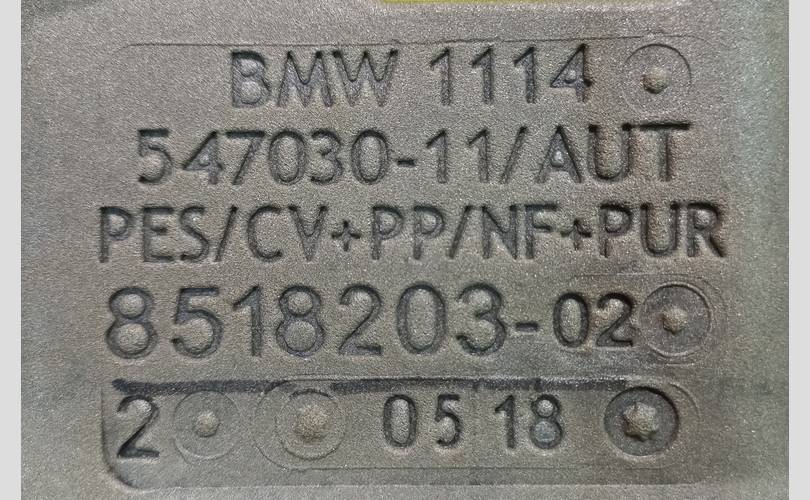 BMW 1114
547030-11/AUT
PES/CV+PP/NF+PUR
8518203-02
2 05 18